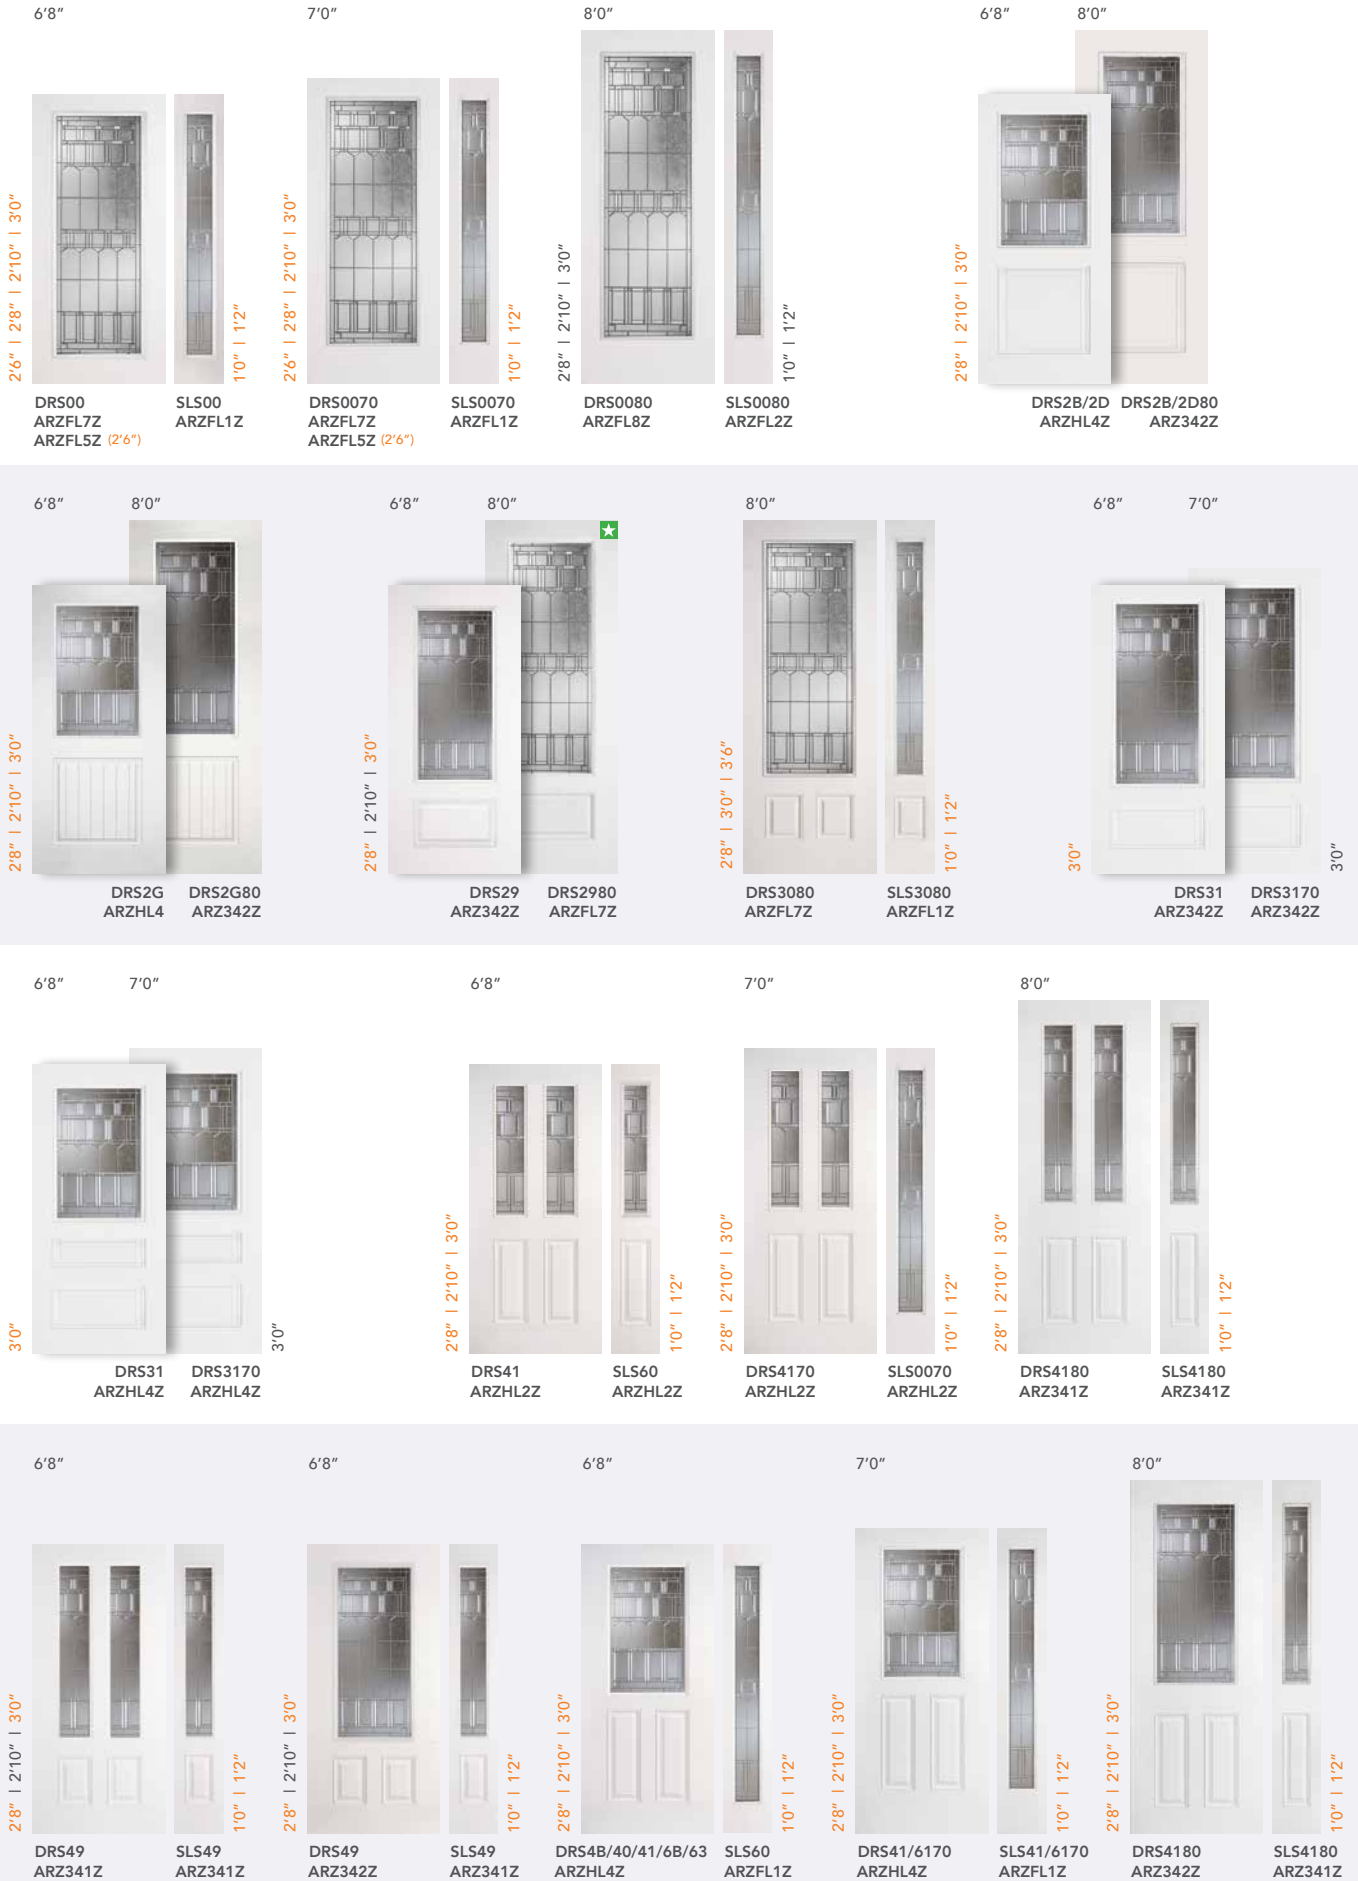 6'8"
7'0"
8'0"
6'8"
8'0"
2'6" | 2'8" | 2'10" | 3'0"
1'0" | 1'2"
2'6" | 2'8" | 2'10" | 3'0"
1'0" | 1'2"
2'8" | 2'10" | 3'0"
1'0" | 1'2"
2'8" | 2'10" | 3'0"
DRS00
ARZFL7Z
ARZFL5Z (2'6")
SLS00
ARZFL1Z
DRS0070
ARZFL7Z
ARZFL5Z (2'6")
SLS0070
ARZFL1Z
DRS0080
ARZFL8Z
SLS0080
ARZFL2Z
DRS2B/2D
ARZHL4Z
DRS2B/2D80
ARZ342Z
6'8"
8'0"
6'8"
8'0"
8'0"
6'8"
7'0"
2'8" | 2'10" | 3'0"
2'8" | 2'10" | 3'0"
2'8" | 3'0" | 3'6"
1'0" | 1'2"
3'0"
3'0"
DRS2G
ARZHL4
DRS2G80
ARZ342Z
DRS29
ARZ342Z
DRS2980
ARZFL7Z
DRS3080
ARZFL7Z
SLS3080
ARZFL1Z
DRS31
ARZ342Z
DRS3170
ARZ342Z
6'8"
7'0"
6'8"
7'0"
8'0"
3'0"
3'0"
2'8" | 2'10" | 3'0"
1'0" | 1'2"
2'8" | 2'10" | 3'0"
1'0" | 1'2"
2'8" | 2'10" | 3'0"
1'0" | 1'2"
DRS31
ARZHL4Z
DRS3170
ARZHL4Z
DRS41
ARZHL2Z
SLS60
ARZHL2Z
DRS4170
ARZHL2Z
SLS0070
ARZHL2Z
DRS4180
ARZ341Z
SLS4180
ARZ341Z
6'8"
6'8"
6'8"
7'0"
8'0"
2'8" | 2'10" | 3'0"
1'0" | 1'2"
2'8" | 2'10" | 3'0"
1'0" | 1'2"
2'8" | 2'10" | 3'0"
1'0" | 1'2"
2'8" | 2'10" | 3'0"
1'0" | 1'2"
2'8" | 2'10" | 3'0"
1'0" | 1'2"
DRS49
ARZ341Z
SLS49
ARZ341Z
DRS49
ARZ342Z
SLS49
ARZ341Z
DRS4B/40/41/6B/63
ARZHL4Z
SLS60
ARZFL1Z
DRS41/6170
ARZHL4Z
SLS41/6170
ARZFL1Z
DRS4180
ARZ342Z
SLS4180
ARZ341Z